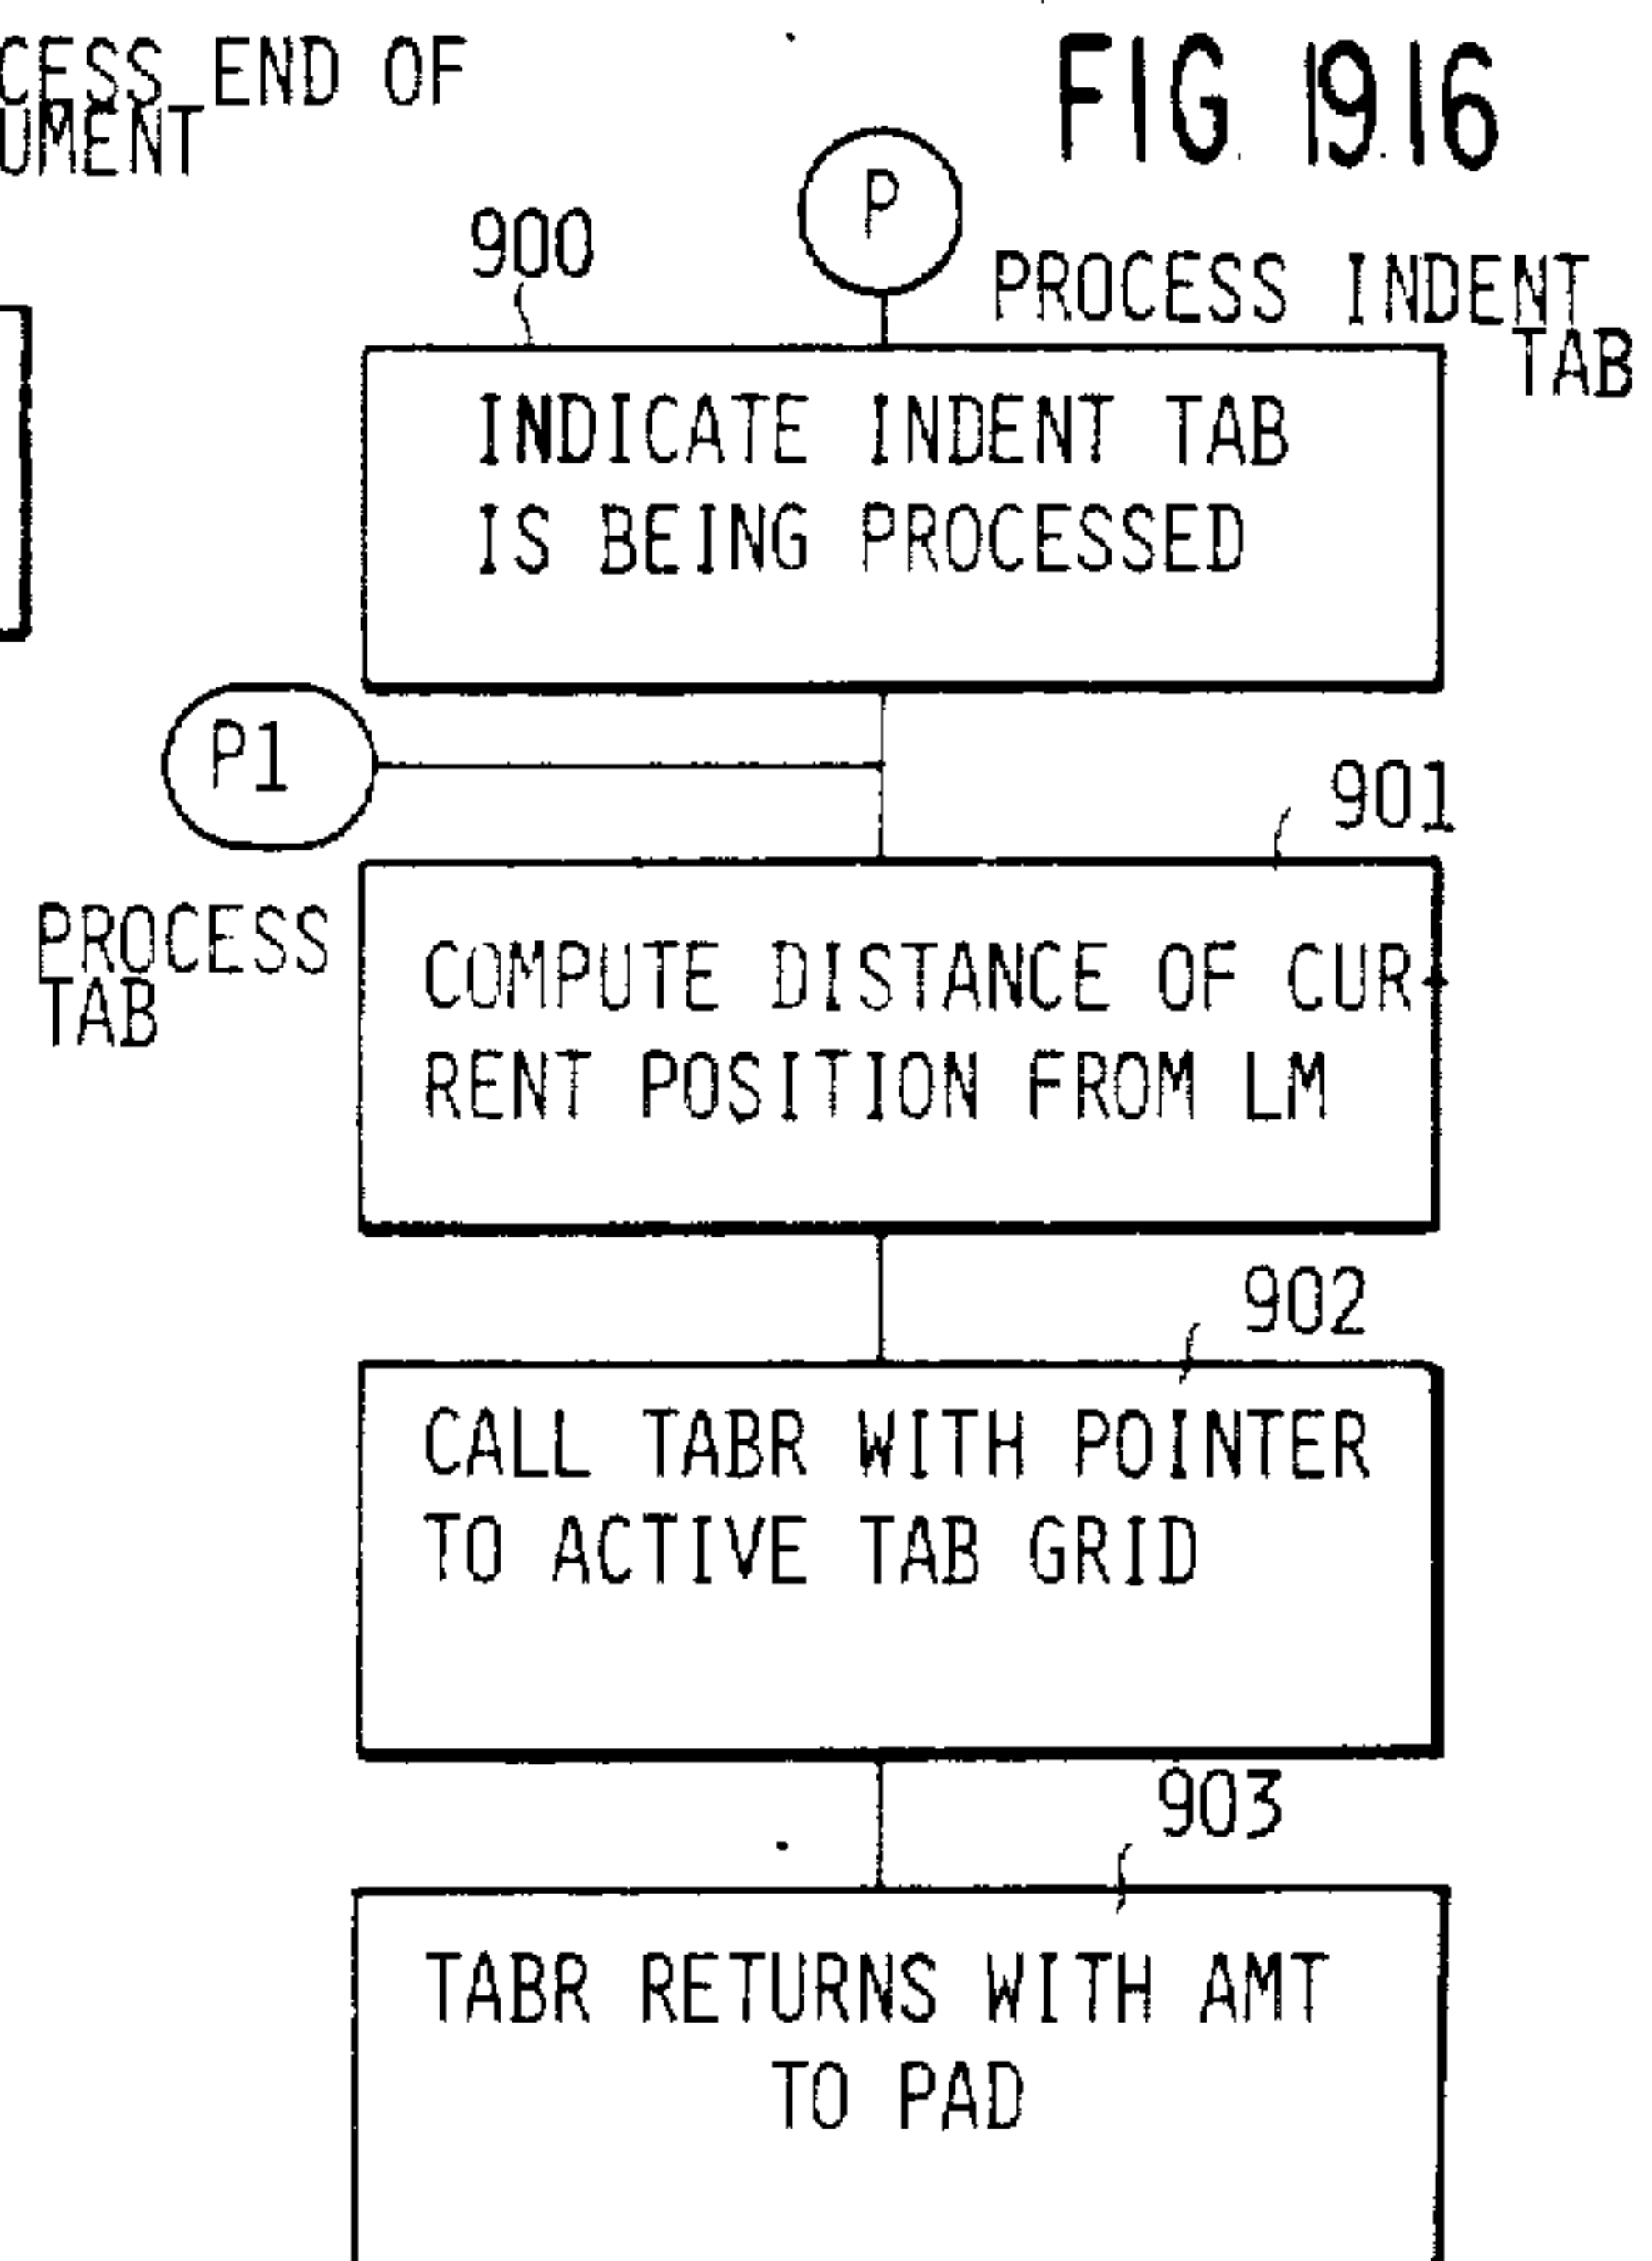 CESS END OF
UMENT
FIG. 19.16
P
900
PROCESS INDENT
TAB
INDICATE INDENT TAB
IS BEING PROCESSED
P1
901
PROCESS
TAB
COMPUTE DISTANCE OF CUR-
RENT POSITION FROM LM
902
CALL TABR WITH POINTER
TO ACTIVE TAB GRID
903
TABR RETURNS WITH AMT
TO PAD